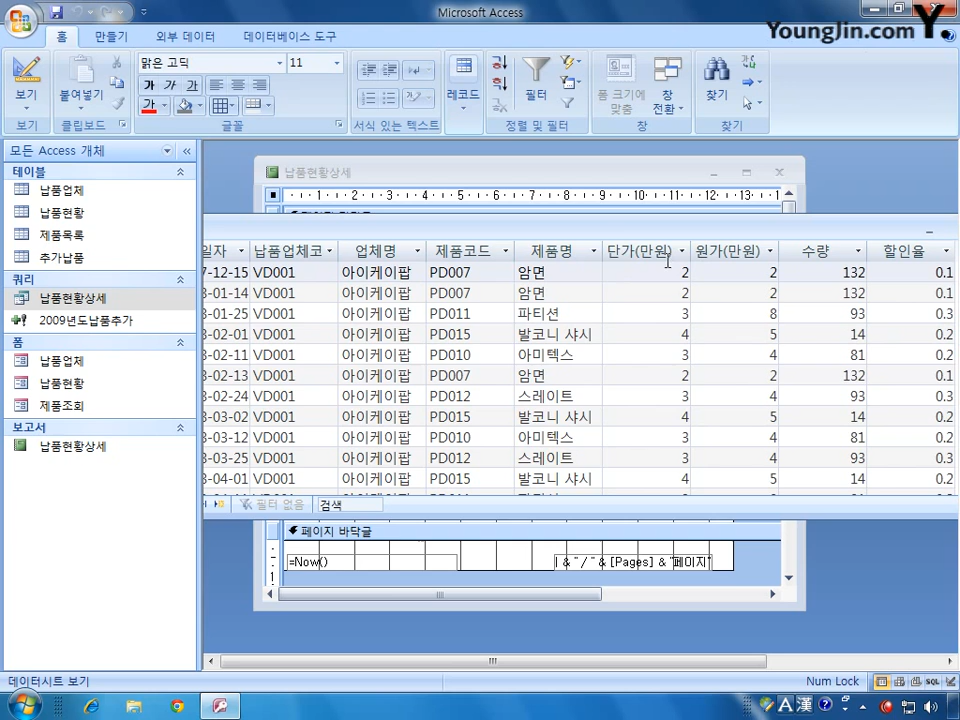 Microsoft Access
YoungJin.com Y.
홈 만들기 외부 데이터 데이터베이스 도구
맑은 고딕 11
보기 붙여넣기 가 가 가 가 레코드 필터 폼 크기에 맞춤 창 전환 찾기
보기 클립보드 글꼴 서식 있는 텍스트 정렬 및 필터 창 찾기
모든 Access 개체
테이블
납품업체
납품현황
제품목록
추가납품
쿼리
납품현황상세
2009년도납품추가
폼
납품업체
납품현황
제품조회
보고서
납품현황상세
납품현황상세
1 2 3 4 5 6 7 8 9 10 11 12 13 1
일자 납품업체코 업체명 제품코드 제품명 단가(만원) 원가(만원) 수량 할인율
7-12-15 VD001 아이케이팝 PD007 암면 2 2 132 0.1
8-01-14 VD001 아이케이팝 PD007 암면 2 2 132 0.1
8-01-25 VD001 아이케이팝 PD011 파티션 3 8 93 0.3
8-02-01 VD001 아이케이팝 PD015 발코니 샤시 4 5 14 0.2
8-02-11 VD001 아이케이팝 PD010 아미텍스 3 4 81 0.2
8-02-13 VD001 아이케이팝 PD007 암면 2 2 132 0.1
8-02-24 VD001 아이케이팝 PD012 스레이트 3 4 93 0.3
8-03-02 VD001 아이케이팝 PD015 발코니 샤시 4 5 14 0.2
8-03-12 VD001 아이케이팝 PD010 아미텍스 3 4 81 0.2
8-03-25 VD001 아이케이팝 PD012 스레이트 3 4 93 0.3
8-04-01 VD001 아이케이팝 PD015 발코니 샤시 4 5 14 0.2
필터 없음 검색
페이지 바닥글
=Now() & " / " & [Pages] & "페이지"
1
데이터시트 보기 Num Lock SQL
A 漢